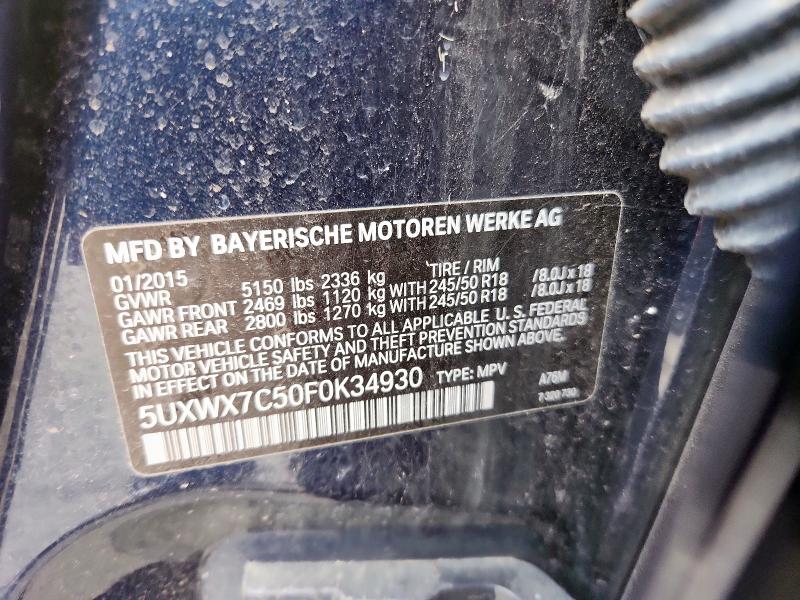 MFD BY BAYERISCHE MOTOREN WERKE AG
01/2015 TIRE / RIM
GVWR 5150 lbs 2336 kg
GAWR FRONT 2469 lbs 1120 kg WITH 245/50 R18 /8.0J x 18
GAWR REAR 2800 lbs 1270 kg WITH 245/50 R18 /8.0J x 18
THIS VEHICLE CONFORMS TO ALL APPLICABLE U. S. FEDERAL
MOTOR VEHICLE SAFETY AND THEFT PREVENTION STANDARDS
IN EFFECT ON THE DATE OF MANUFACTURE SHOWN ABOVE.
5UXWX7C50F0K34930 TYPE: MPV A76M